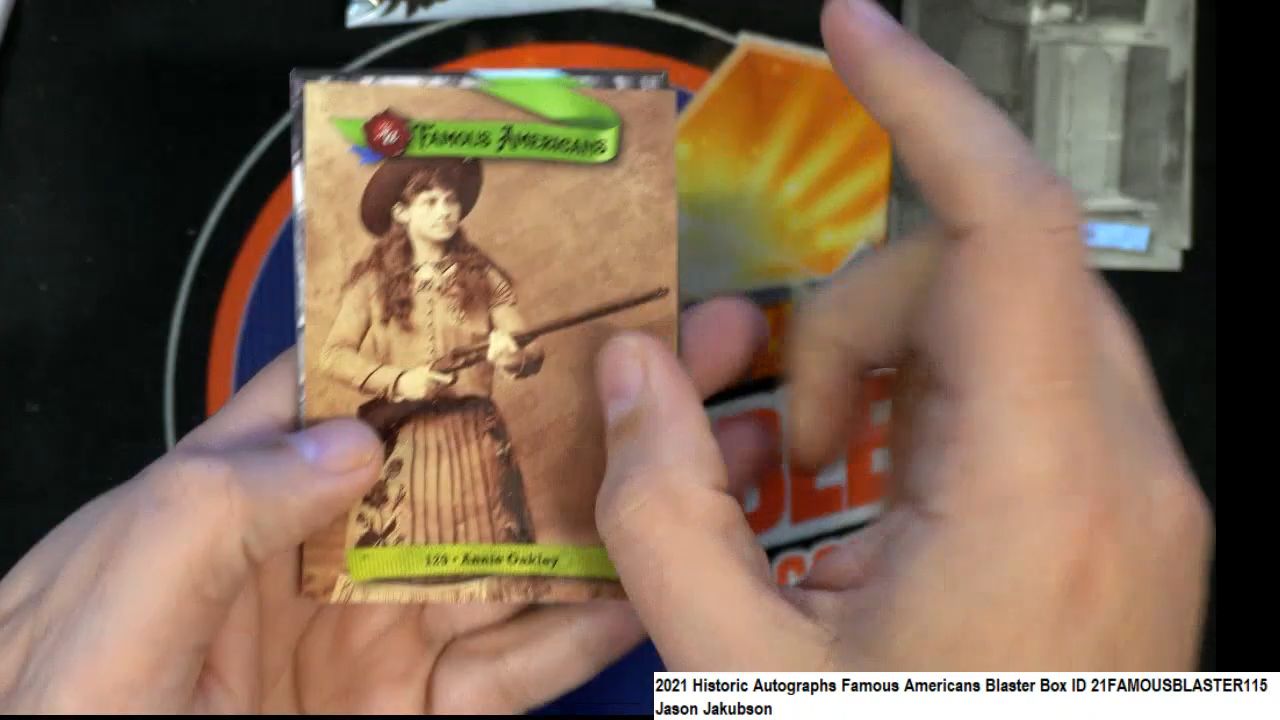 Famous Americans
123 • Annie Oakley
2021 Historic Autographs Famous Americans Blaster Box ID 21FAMOUSBLASTER115
Jason Jakubson